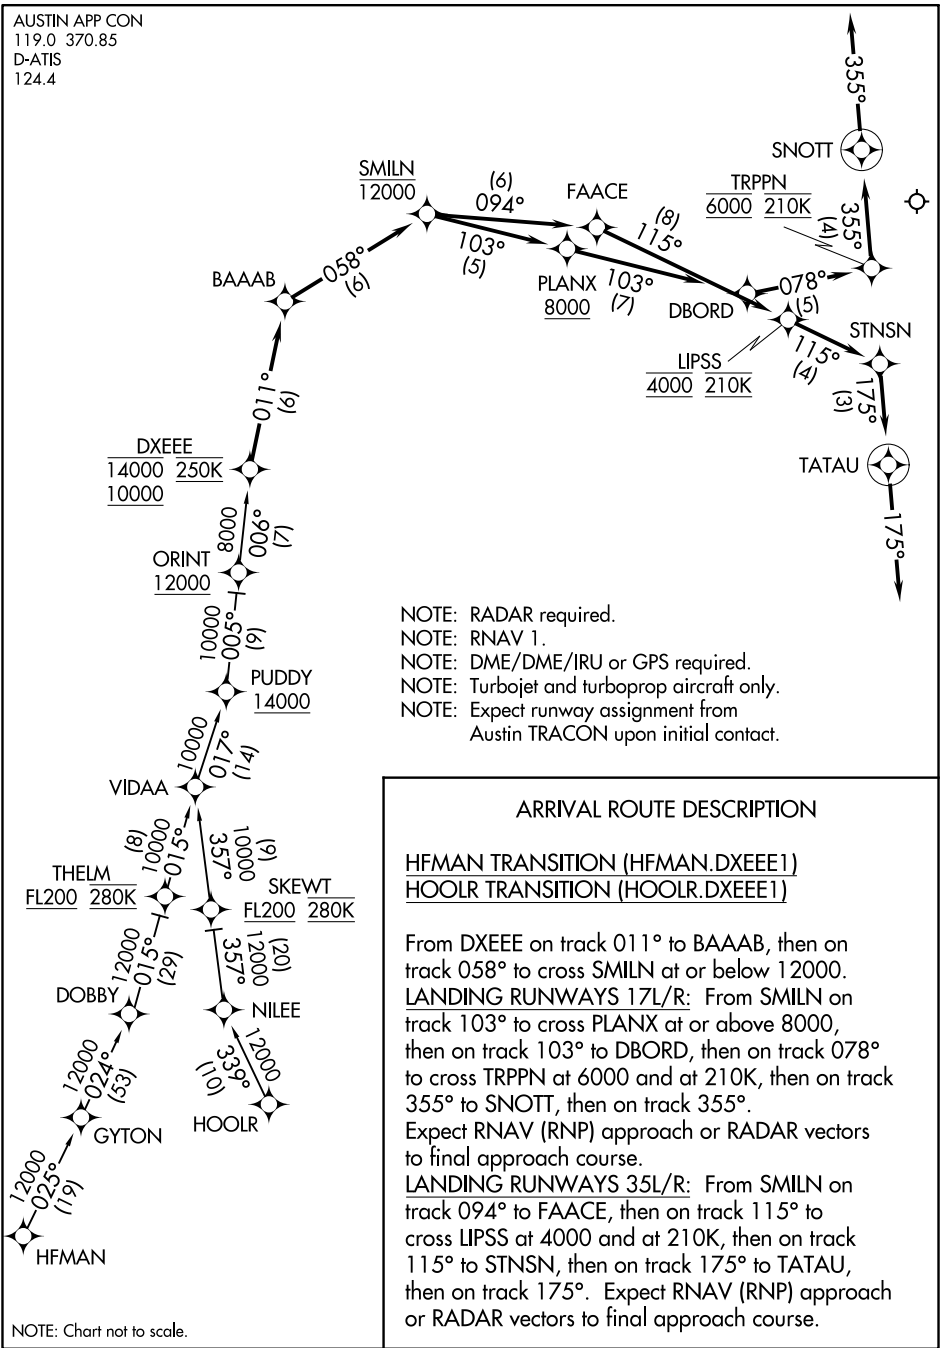 AUSTIN APP CON
119.0 370.85
D-ATIS
124.4
355°
SNOTT
TRPPN
6000 210K
355°
(4)
SMILN
12000
(6)
094°
FAACE
(8)
115°
103°
(5)
PLANX
8000
103°
(7)
DBORD
078°
(5)
BAAAB
058°
(6)
LIPSS
4000 210K
115°
(4)
STNSN
175°
(3)
TATAU
175°
011°
(6)
DXEEE
14000 250K
10000
8000
006°
(7)
ORINT
12000
10000
005°
(9)
PUDDY
14000
10000
017°
(14)
VIDAA
(8)
10000
015°
(9)
10000
357°
THELM
FL200 280K
SKEWT
FL200 280K
12000
015°
(29)
(20)
12000
357°
DOBBY
NILEE
12000
024°
(53)
12000
339°
(10)
GYTON
HOOLR
12000
025°
(19)
HFMAN
NOTE: Chart not to scale.
NOTE: RADAR required.
NOTE: RNAV 1.
NOTE: DME/DME/IRU or GPS required.
NOTE: Turbojet and turboprop aircraft only.
NOTE: Expect runway assignment from
Austin TRACON upon initial contact.
ARRIVAL ROUTE DESCRIPTION
HFMAN TRANSITION (HFMAN.DXEEE1)
HOOLR TRANSITION (HOOLR.DXEEE1)
From DXEEE on track 011° to BAAAB, then on
track 058° to cross SMILN at or below 12000.
LANDING RUNWAYS 17L/R: From SMILN on
track 103° to cross PLANX at or above 8000,
then on track 103° to DBORD, then on track 078°
to cross TRPPN at 6000 and at 210K, then on track
355° to SNOTT, then on track 355°.
Expect RNAV (RNP) approach or RADAR vectors
to final approach course.
LANDING RUNWAYS 35L/R: From SMILN on
track 094° to FAACE, then on track 115° to
cross LIPSS at 4000 and at 210K, then on track
115° to STNSN, then on track 175° to TATAU,
then on track 175°. Expect RNAV (RNP) approach
or RADAR vectors to final approach course.